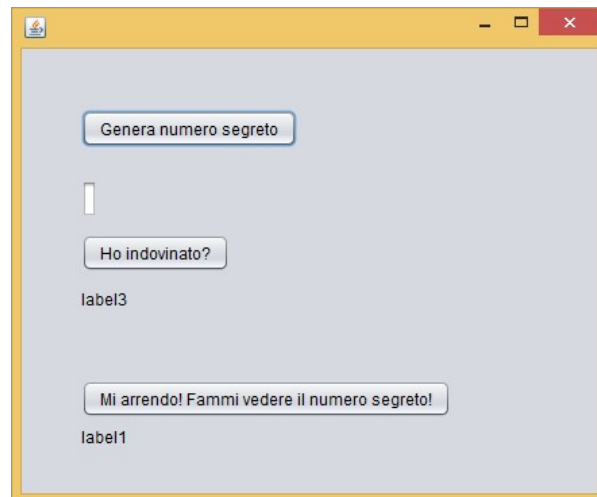 Genera numero segreto
Ho indovinato?
label3
Mi arrendo! Fammi vedere il numero segreto!
label1